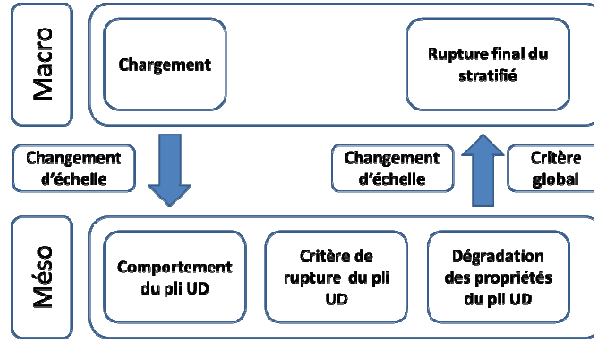 Macro
Chargement
Rupture final du
stratifié
Changement
d'échelle
Changement
d'échelle
Critère
global
Méso
Comportement
du pli UD
Critère de
rupture du pli
UD
Dégradation
des propriétés
du pli UD